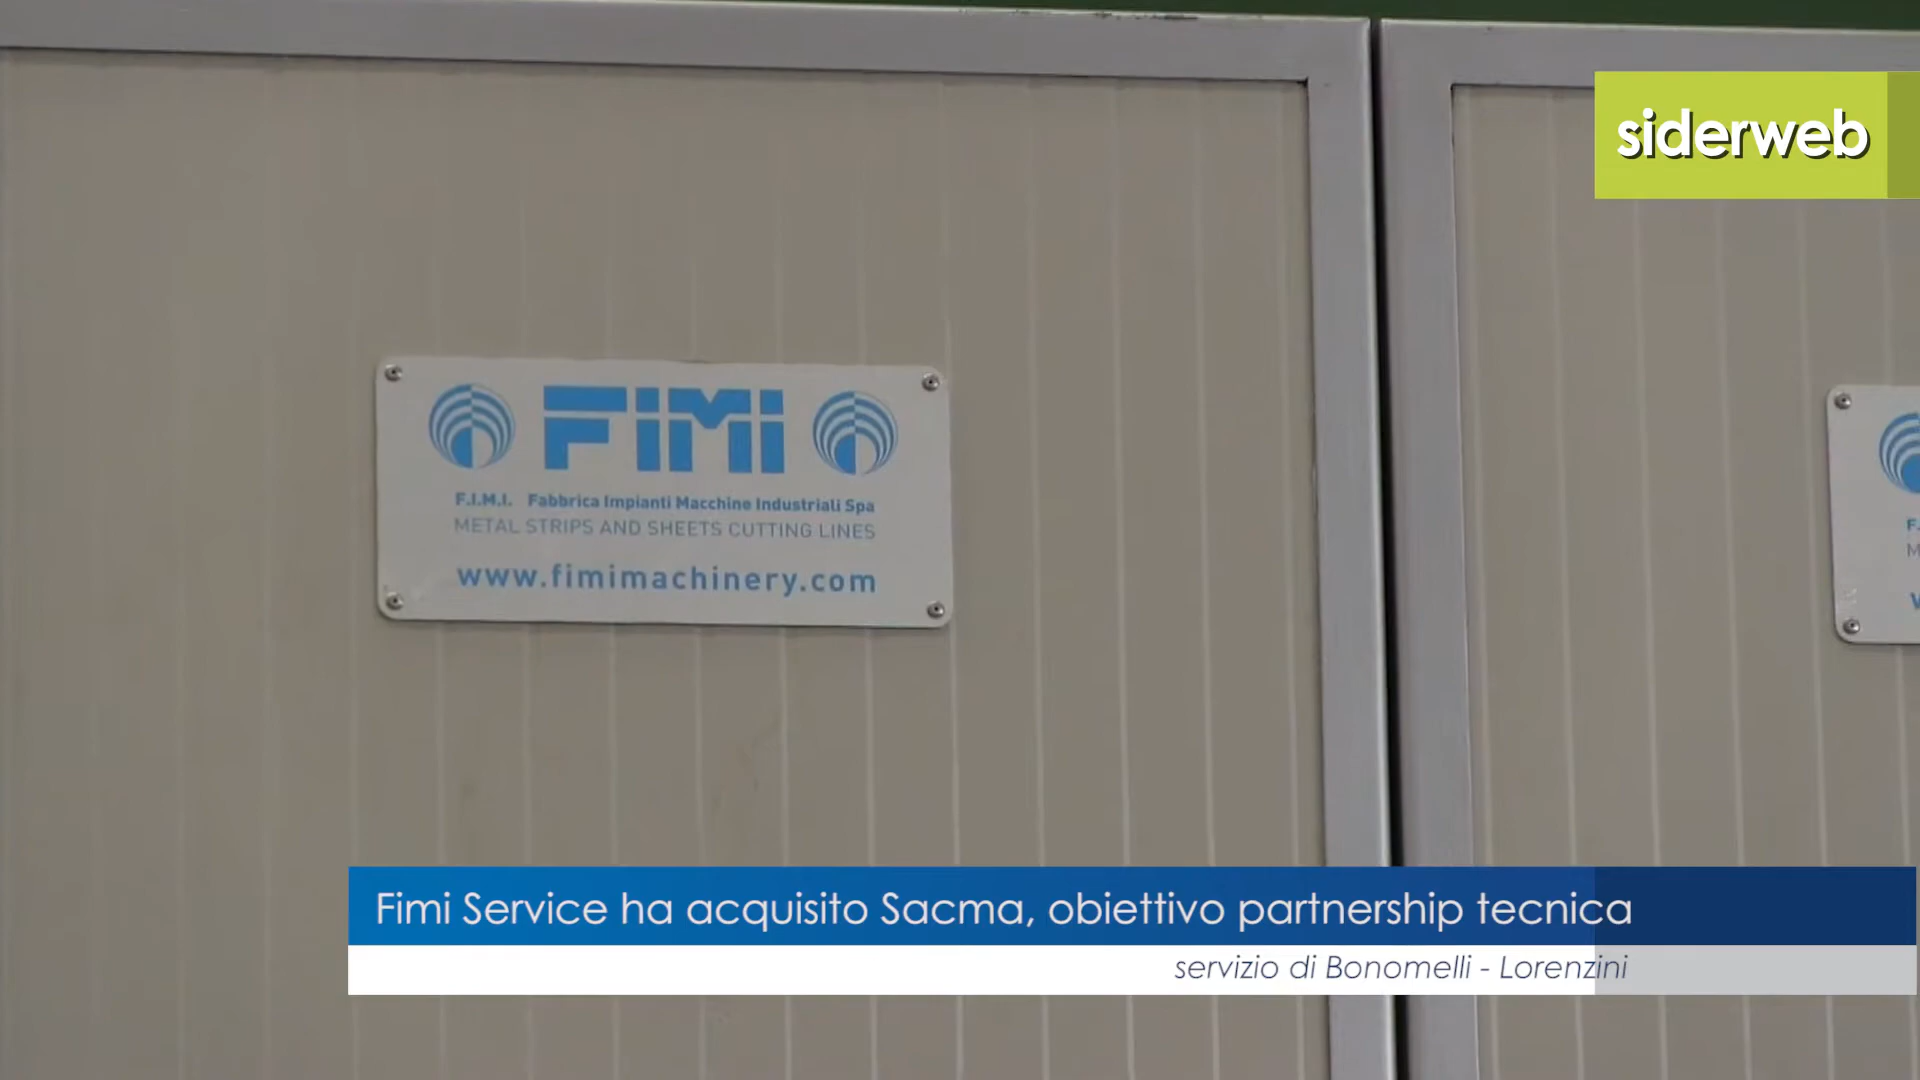 siderweb
FIMI
F.I.M.I. Fabbrica Impianti Macchine Industriali Spa
METAL STRIPS AND SHEETS CUTTING LINES
www.fimimachinery.com
Fimi Service ha acquisito Sacma, obiettivo partnership tecnica
servizio di Bonomelli - Lorenzini